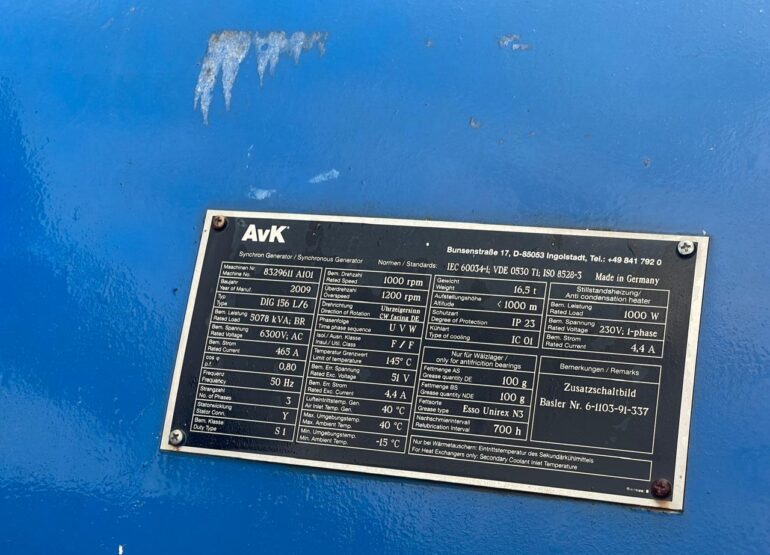 AvK
Bunsenstraße 17, D-85053 Ingolstadt, Tel.: +49 841 792 0
Synchron Generator / Synchronous Generator
Normen / Standards: IEC 60034-1; VDE 0530 T1; ISO 8528-3
Made in Germany
Maschinen Nr.
Machine No. 8329611 A101
Baujahr
Year of Manuf. 2009
Type
Type DIG 156 L/6
Bem. Leistung
Rated Load 5078 kVA; BR
Bem. Spannung
Rated Voltage 6300V; AC
Bem. Strom
Rated Current 465 A
cos φ
p.f. 0,80
Frequenz
Frequency 50 Hz
Strangzahl
No. of Phases 3
Statorwicklung
Stator Conn. Y
Bem. Klasse
Duty Type S 1
Bem. Drehzahl
Rated Speed 1000 rpm
Überdrehzahl
Overspeed 1200 rpm
Drehrichtung Uhrzeigersinn
Direction of Rotation CW facing DE
Phasenfolge
Time phase sequence U V W
Isol./ Ausn. Klasse
Insul./ Util. Class F / F
Temperatur Grenzwert
Limit of temperature 145° C
Bem. Err. Spannung
Rated Exc. Voltage 51 V
Bem. Err. Strom
Rated Exc. Current 4,4 A
Lufteintrittstemp. Gen.
Air Inlet Temp. Gen. 40 °C
Max. Umgebungstemp.
Max. Ambient Temp. 40 °C
Min. Umgebungstemp.
Min. Ambient Temp. -15 °C
Gewicht
Weight 16,5 t
Aufstellungshöhe
Altitude < 1000 m
Schutzart
Degree of Protection IP 23
Kühlart
Type of cooling IC 01
Nur für Wälzlager /
only for antifriction bearings
Fettmenge AS
Grease quantity DE 100 g
Fettmenge BS
Grease quantity NDE 100 g
Fettsorte
Grease type Esso Unirex N3
Nachschmierintervall
Relubrication Interval 700 h
Stillstandsheizung/
Anti condensation heater
Bem. Leistung
Rated Load 1000 W
Bem. Spannung
Rated Voltage 230V; 1-phase
Bem. Strom
Rated Current 4,4 A
Bemerkungen / Remarks
Zusatzschaltbild
Basler Nr. 6-1103-91-337
Nur bei Wärmetauschern: Eintrittstemperatur des Sekundärkühlmittels
For Heat Exchangers only: Secondary Coolant Inlet Temperature